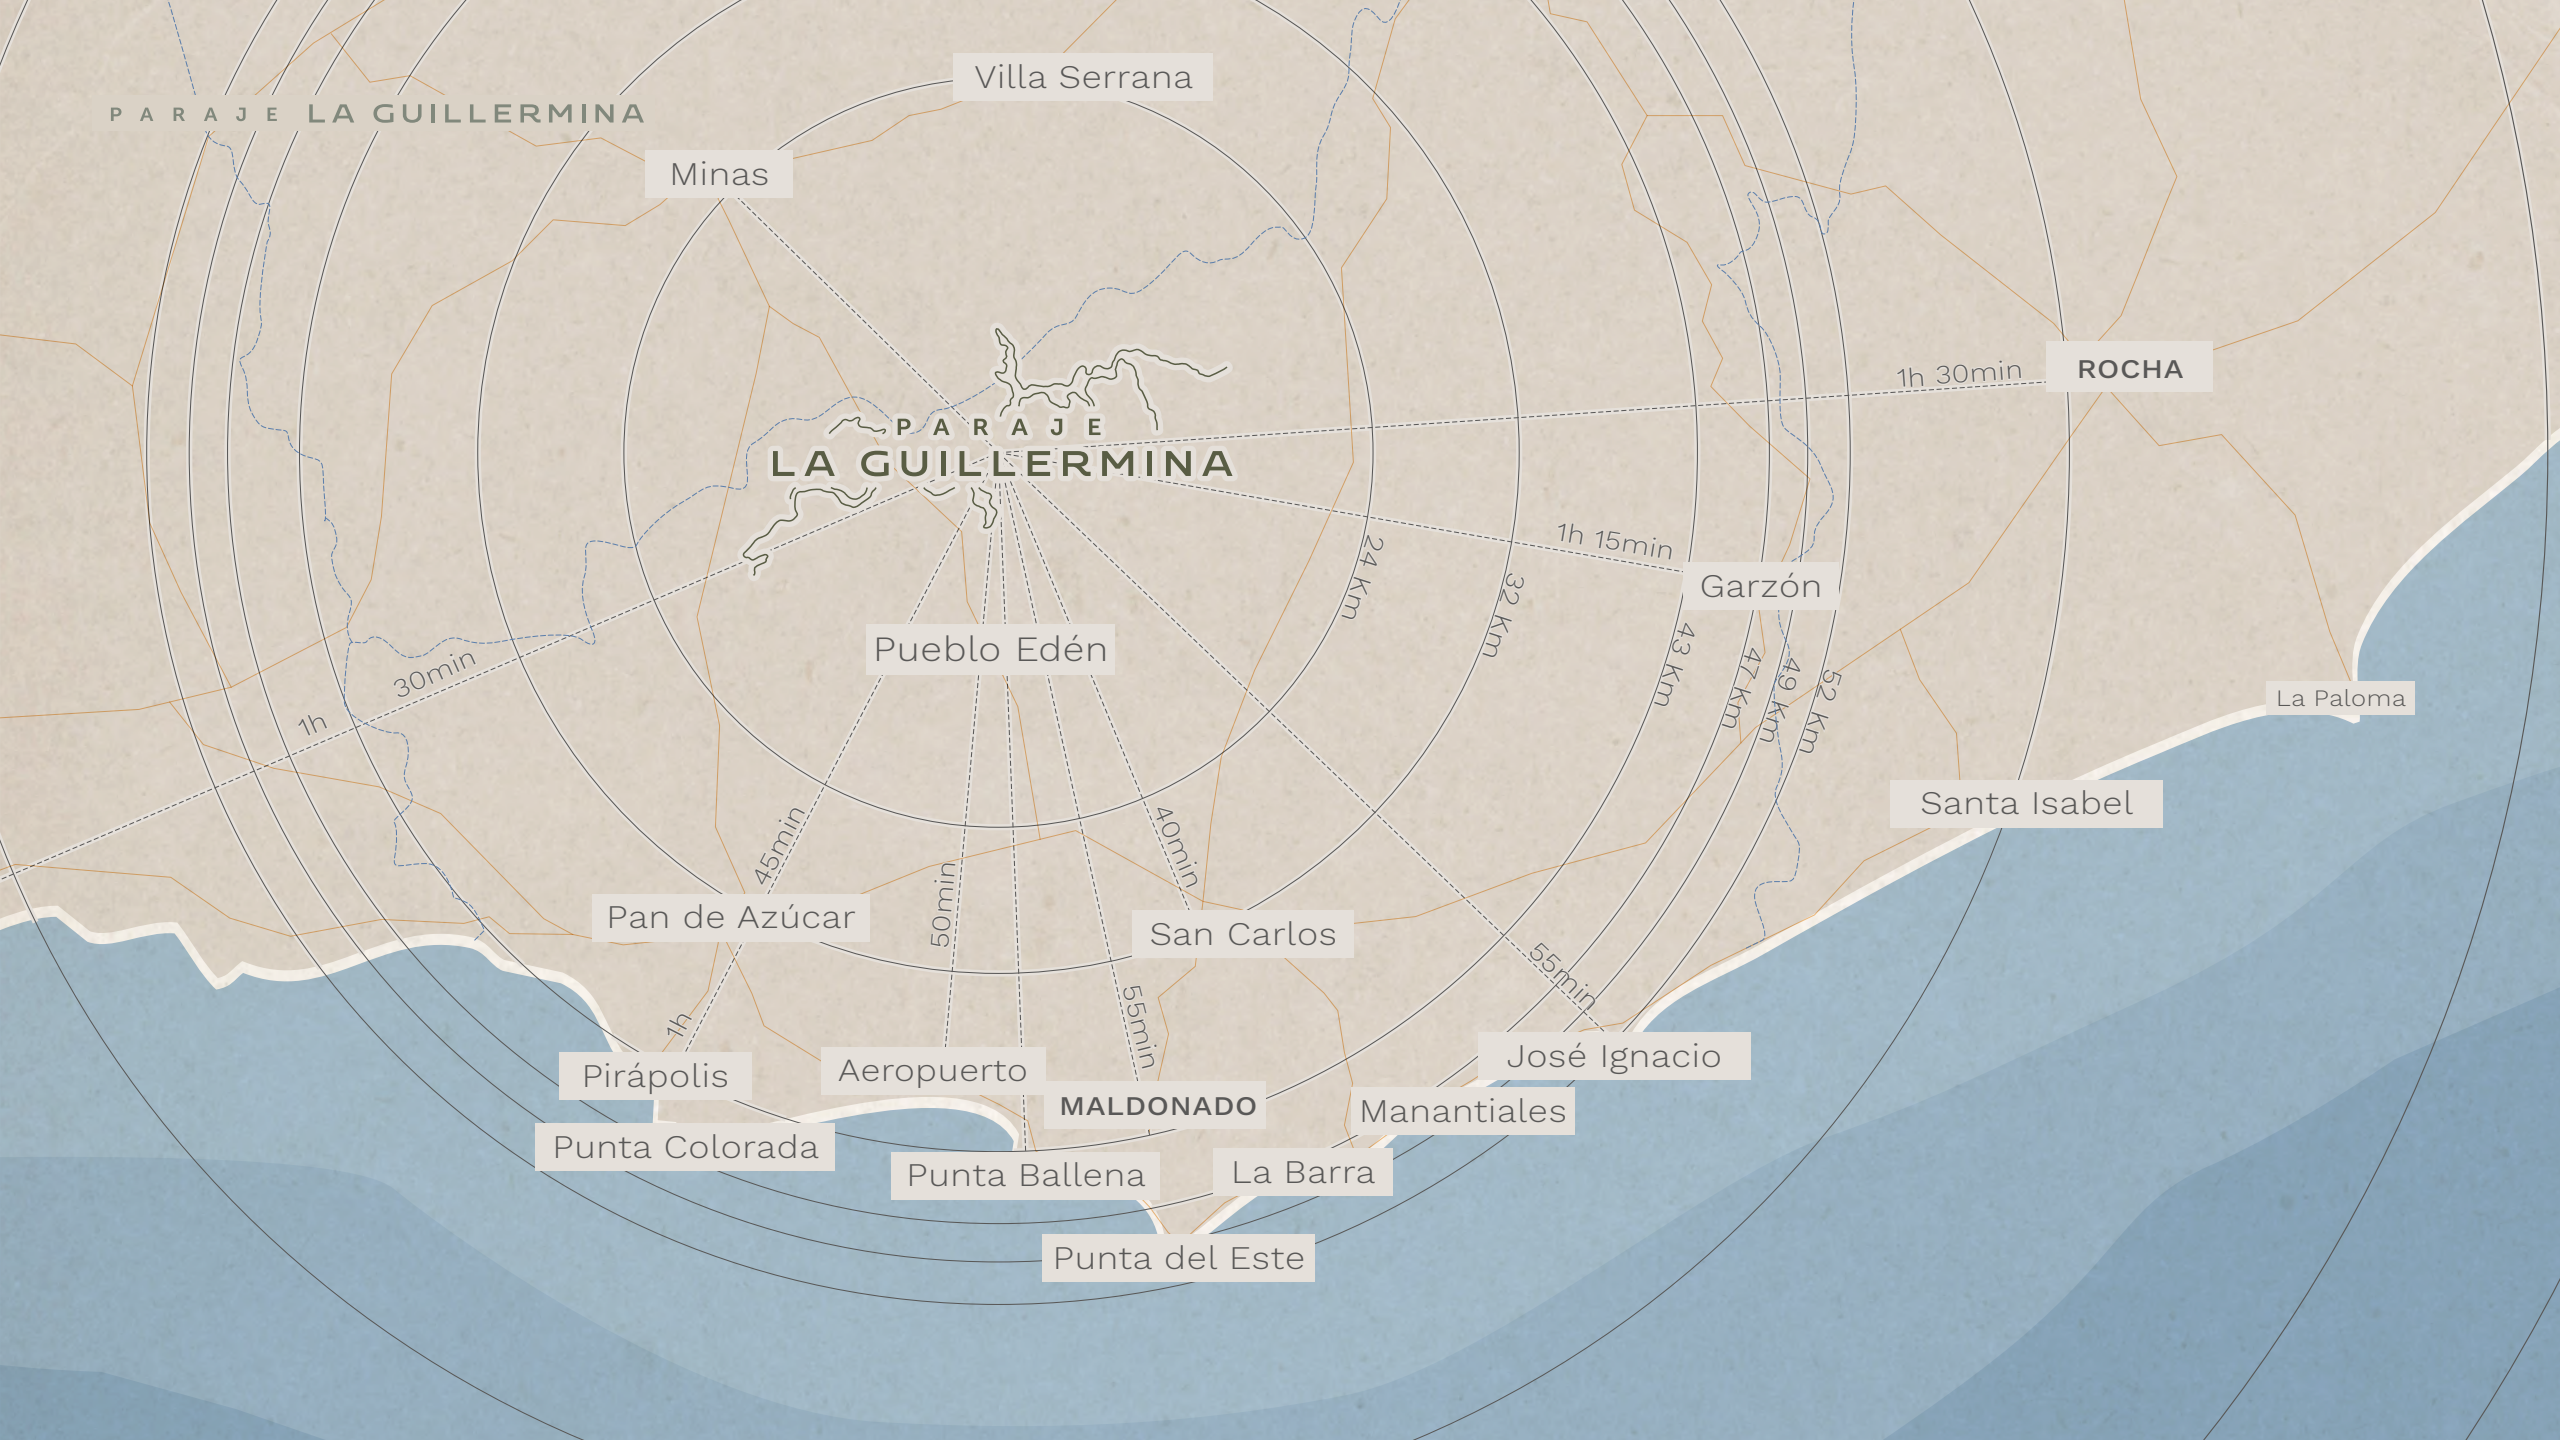 Villa Serrana
PARAJE LA GUILLERMINA
Minas
1h 30min
ROCHA
PARAJE
LA GUILLERMINA
1h 15min
Garzón
24 Km
32 Km
43 Km
47 Km
49 Km
52 Km
Pueblo Edén
30min
1h
La Paloma
Santa Isabel
45min
50min
40min
Pan de Azúcar
San Carlos
55min
55min
1h
José Ignacio
Pirápolis
Aeropuerto
MALDONADO
Manantiales
Punta Colorada
Punta Ballena
La Barra
Punta del Este